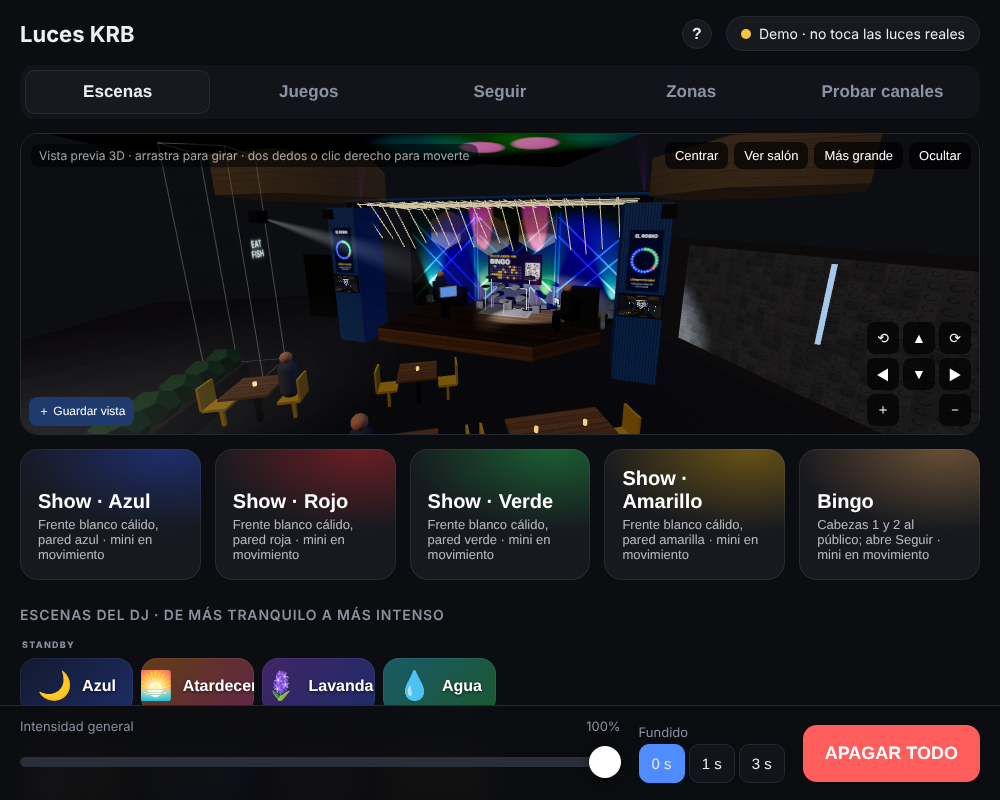 Luces KRB
?
Demo · no toca las luces reales
Escenas
Juegos
Seguir
Zonas
Probar canales
Vista previa 3D · arrastra para girar · dos dedos o clic derecho para moverte
Centrar
Ver salón
Más grande
Ocultar
EAT
FISH
EL ROSKO
BINGO
EL ROSKO
+ Guardar vista
Show · Azul
Frente blanco cálido,
pared azul · mini en
movimiento
Show · Rojo
Frente blanco cálido,
pared roja · mini en
movimiento
Show · Verde
Frente blanco cálido,
pared verde · mini en
movimiento
Show ·
Amarillo
Frente blanco cálido,
pared amarilla · mini en
movimiento
Bingo
Cabezas 1 y 2 al
público; abre Seguir ·
mini en movimiento
ESCENAS DEL DJ · DE MÁS TRANQUILO A MÁS INTENSO
STANDBY
Azul
Atardecer
Lavanda
Agua
Intensidad general
100%
Fundido
0 s
1 s
3 s
APAGAR TODO